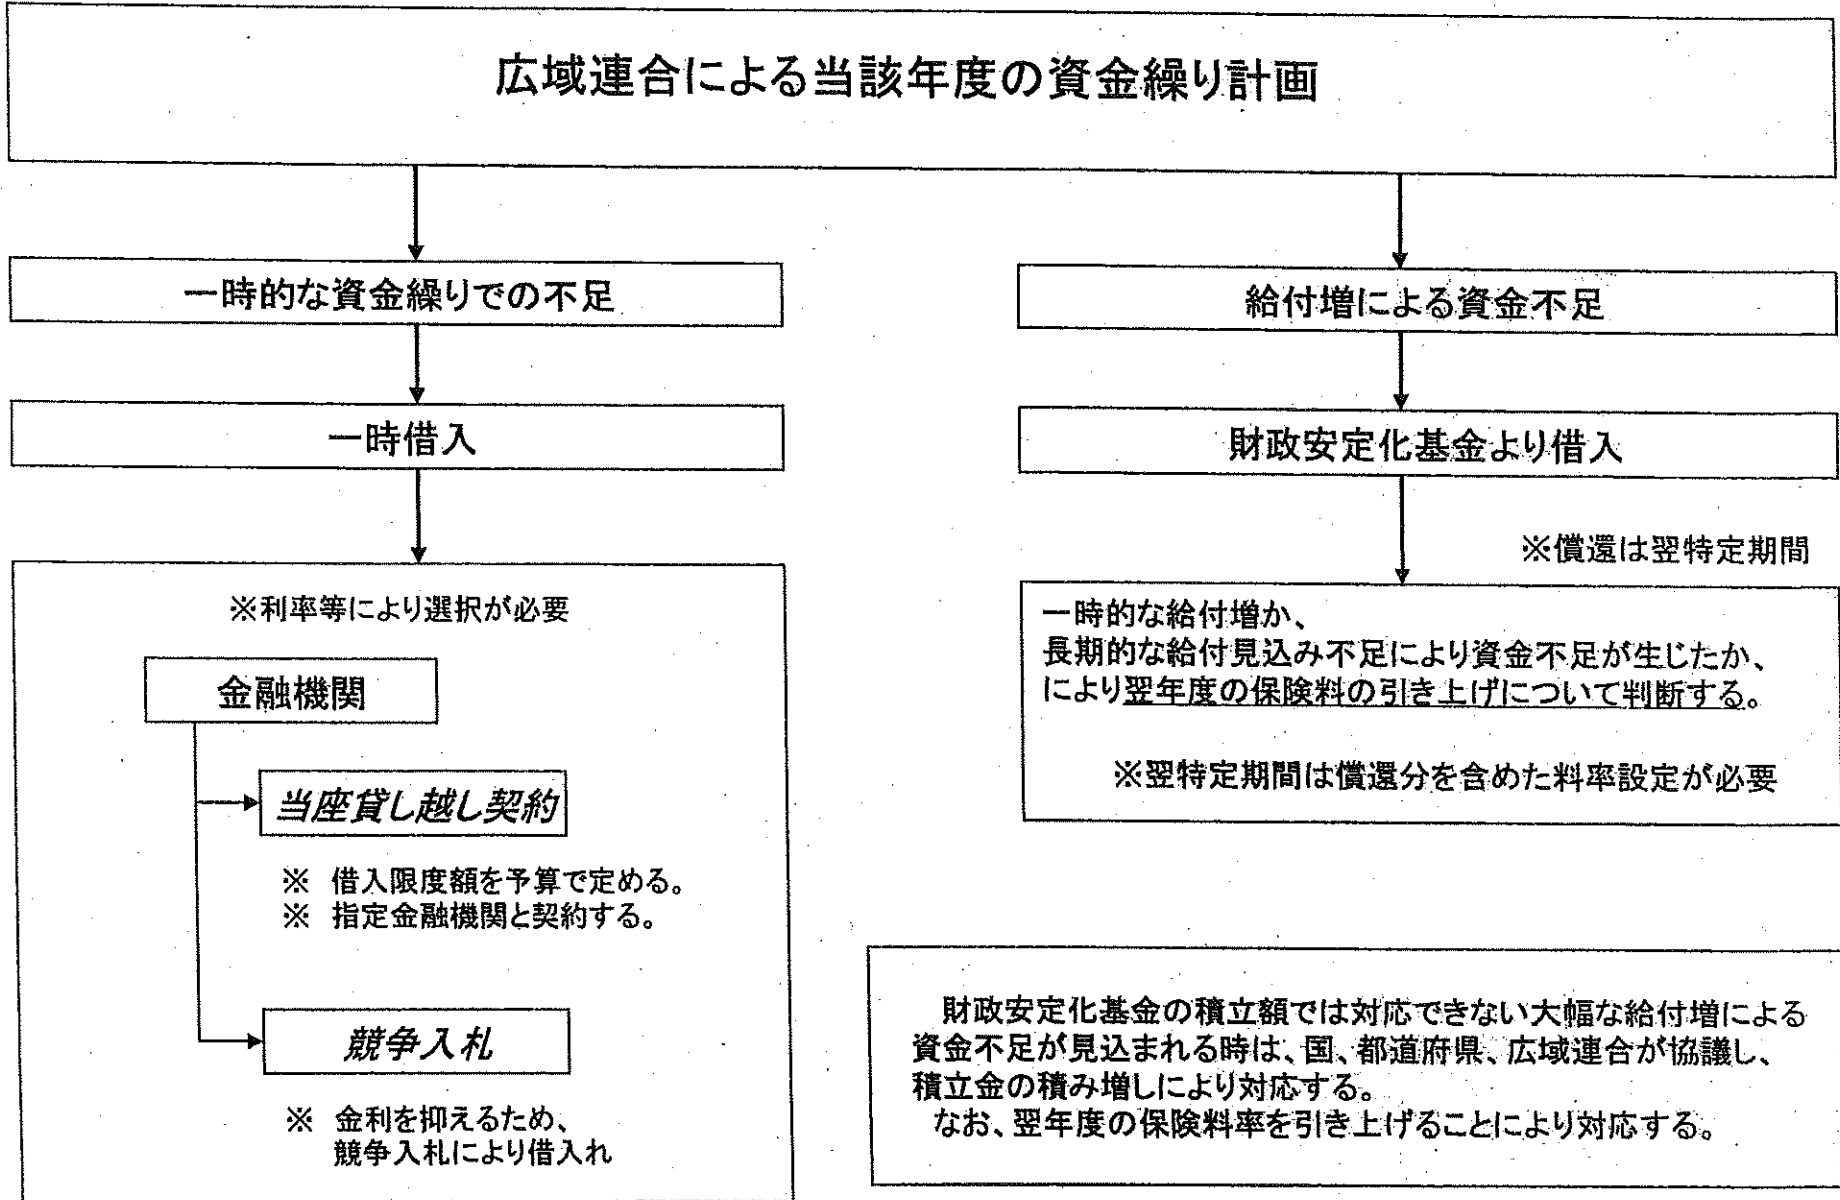 広域連合による当該年度の資金繰り計画
一時的な資金繰りでの不足
一時借入
※利率等により選択が必要
金融機関
当座貸し越し契約
※ 借入限度額を予算で定める。
※ 指定金融機関と契約する。
競争入札
※ 金利を抑えるため、
競争入札により借入れ
給付増による資金不足
財政安定化基金より借入
※償還は翌特定期間
一時的な給付増か、
長期的な給付見込み不足により資金不足が生じたか、
により翌年度の保険料の引き上げについて判断する。
※翌特定期間は償還分を含めた料率設定が必要
財政安定化基金の積立額では対応できない大幅な給付増による
資金不足が見込まれる時は、国、都道府県、広域連合が協議し、
積立金の積み増しにより対応する。
なお、翌年度の保険料率を引き上げることにより対応する。